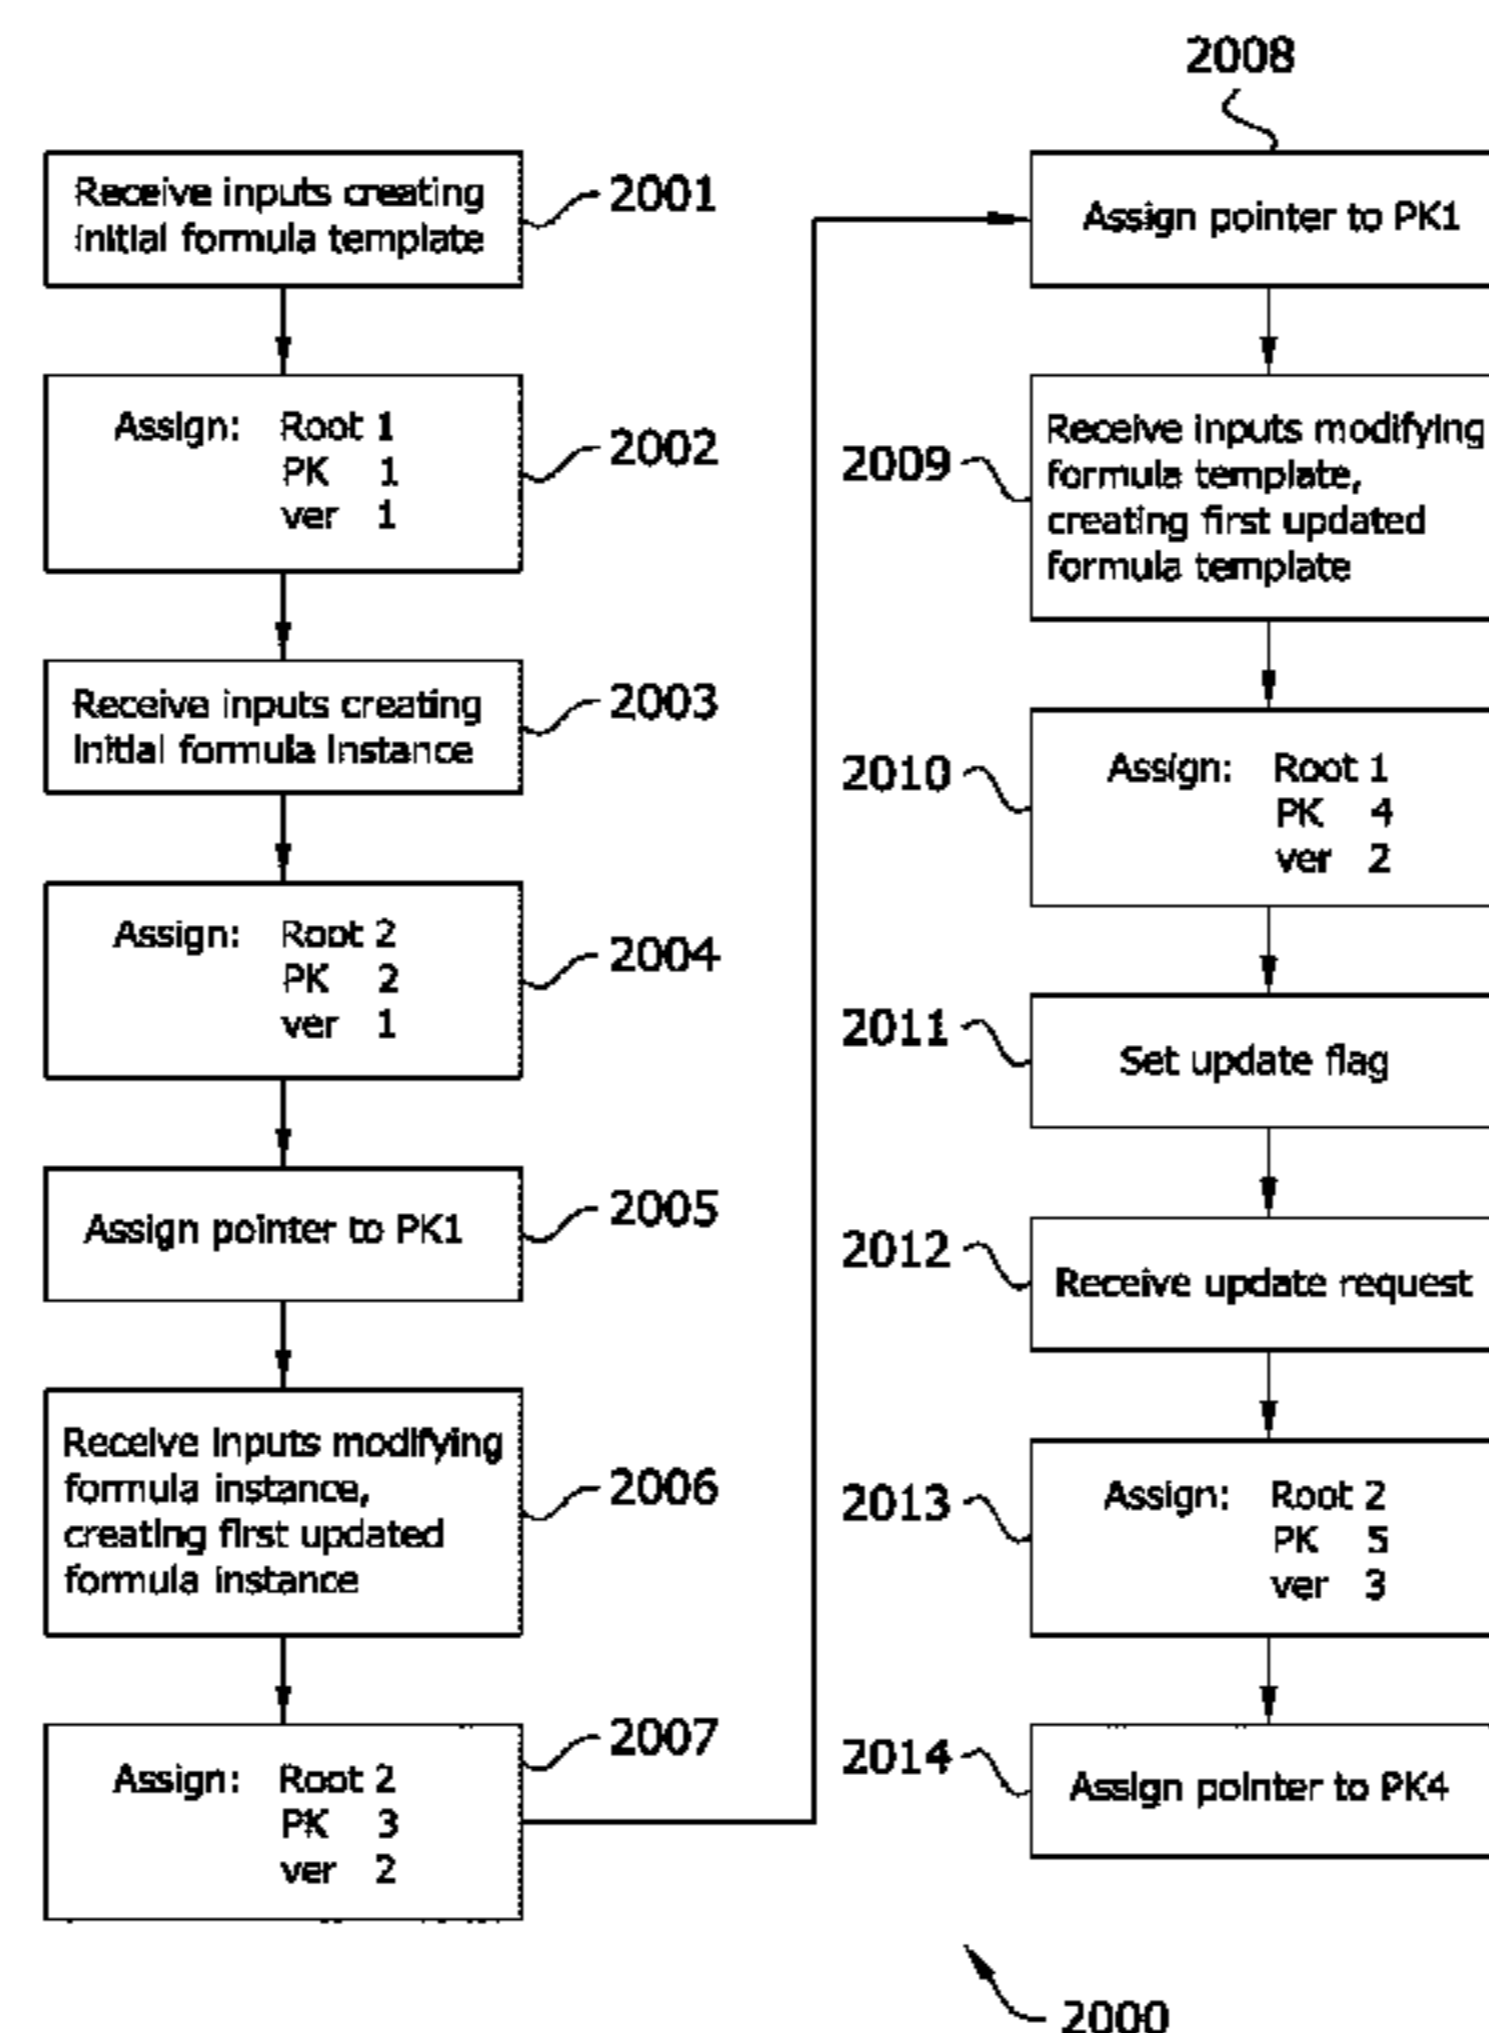 Receive inputs creating
initial formula template
2001
Assign: Root 1
PK 1
ver 1
2002
Receive inputs creating
initial formula instance
2003
Assign: Root 2
PK 2
ver 1
2004
Assign pointer to PK1
2005
Receive inputs modifying
formula instance,
creating first updated
formula instance
2006
Assign: Root 2
PK 3
ver 2
2007
2008
Assign pointer to PK1
2009
Receive inputs modifying
formula template,
creating first updated
formula template
2010
Assign: Root 1
PK 4
ver 2
2011
Set update flag
2012
Receive update request
2013
Assign: Root 2
PK 5
ver 3
2014
Assign pointer to PK4
2000